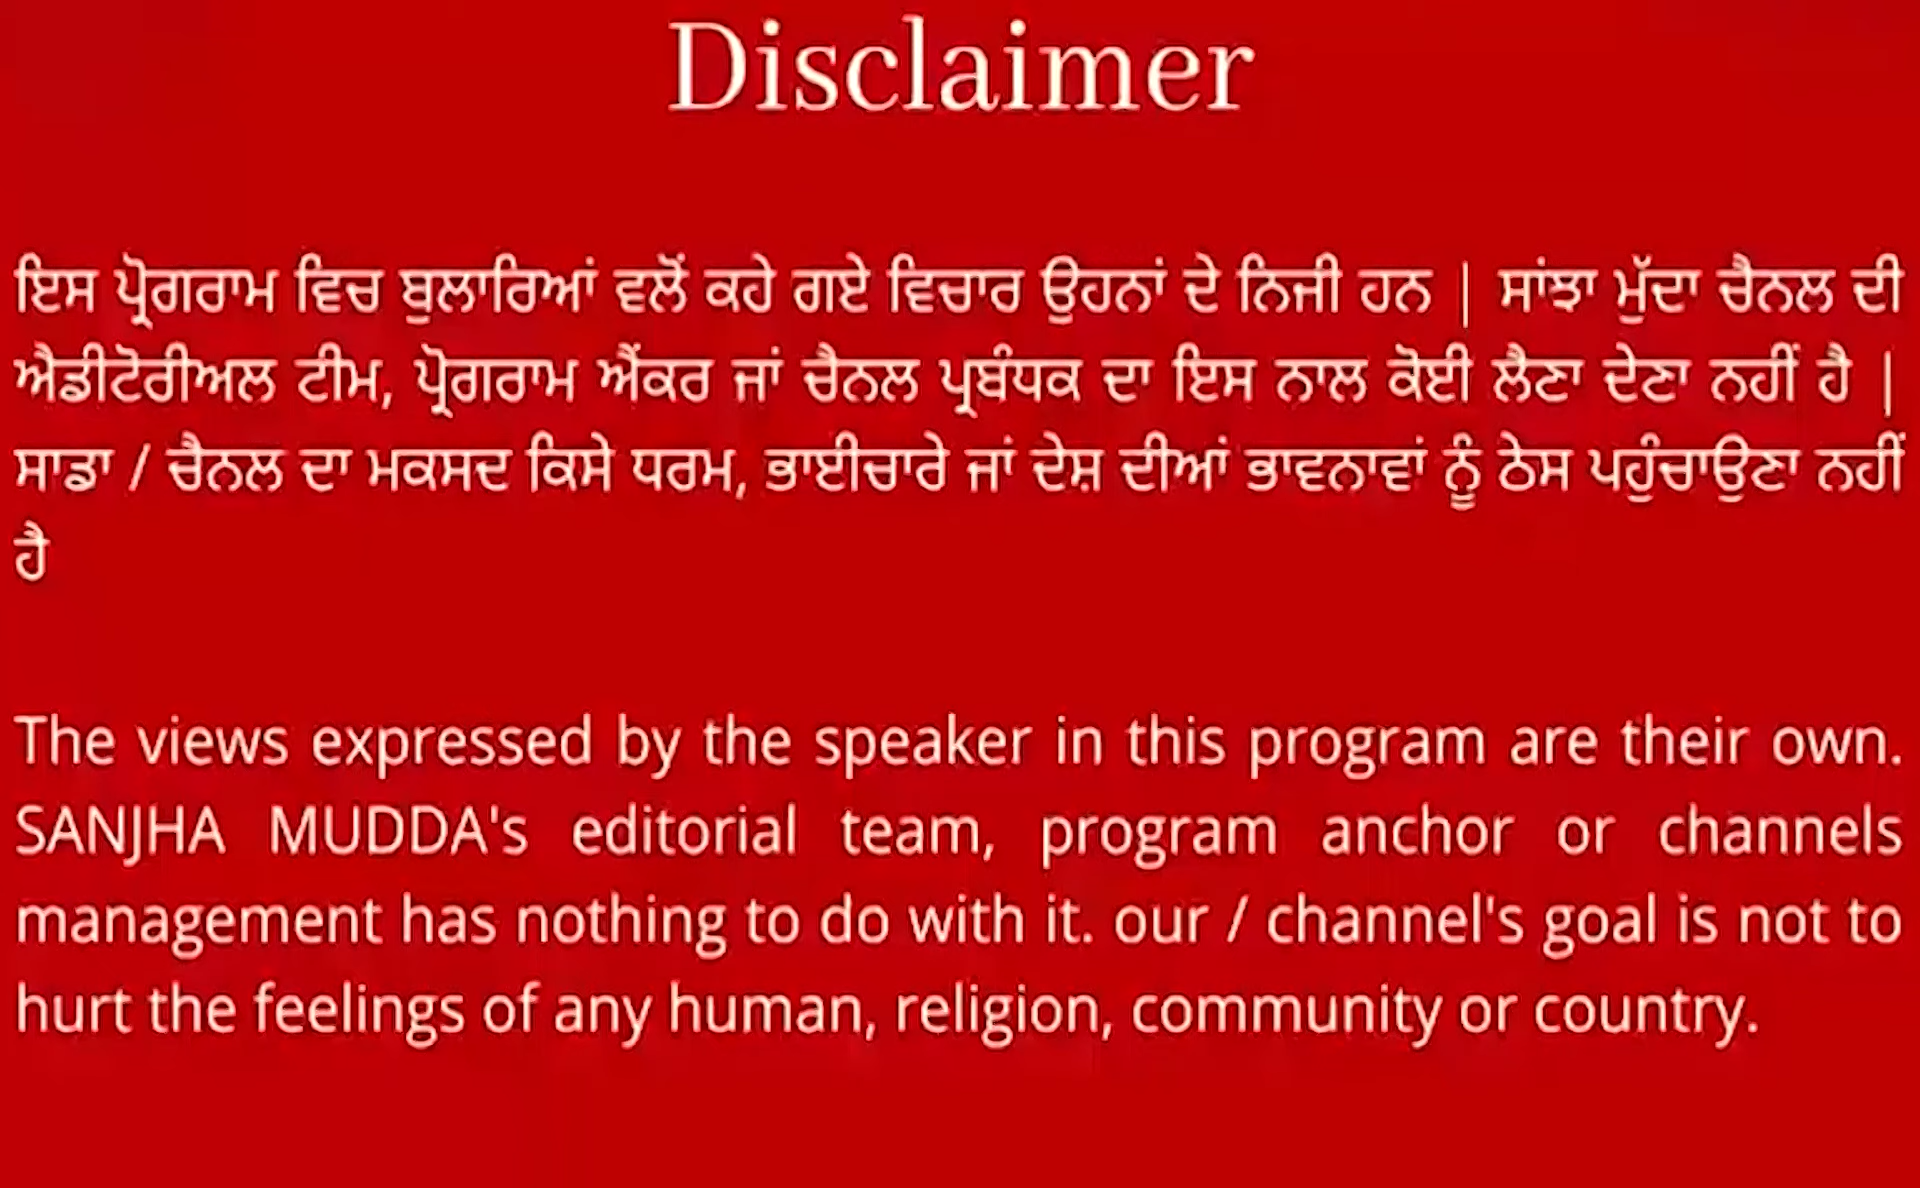 Disclaimer
ਇਸ ਪ੍ਰੋਗਰਾਮ ਵਿਚ ਬੁਲਾਰਿਆਂ ਵਲੋਂ ਕਹੇ ਗਏ ਵਿਚਾਰ ਉਹਨਾਂ ਦੇ ਨਿਜੀ ਹਨ | ਸਾਂਝਾ ਮੁੱਦਾ ਚੈਨਲ ਦੀ
ਐਡੀਟੋਰੀਅਲ ਟੀਮ, ਪ੍ਰੋਗਰਾਮ ਐਂਕਰ ਜਾਂ ਚੈਨਲ ਪ੍ਰਬੰਧਕ ਦਾ ਇਸ ਨਾਲ ਕੋਈ ਲੈਣਾ ਦੇਣਾ ਨਹੀਂ ਹੈ |
ਸਾਡਾ / ਚੈਨਲ ਦਾ ਮਕਸਦ ਕਿਸੇ ਧਰਮ, ਭਾਈਚਾਰੇ ਜਾਂ ਦੇਸ਼ ਦੀਆਂ ਭਾਵਨਾਵਾਂ ਨੂੰ ਠੇਸ ਪਹੁੰਚਾਉਣਾ ਨਹੀਂ
ਹੈ
The views expressed by the speaker in this program are their own.
SANJHA MUDDA's editorial team, program anchor or channels
management has nothing to do with it. our / channel's goal is not to
hurt the feelings of any human, religion, community or country.